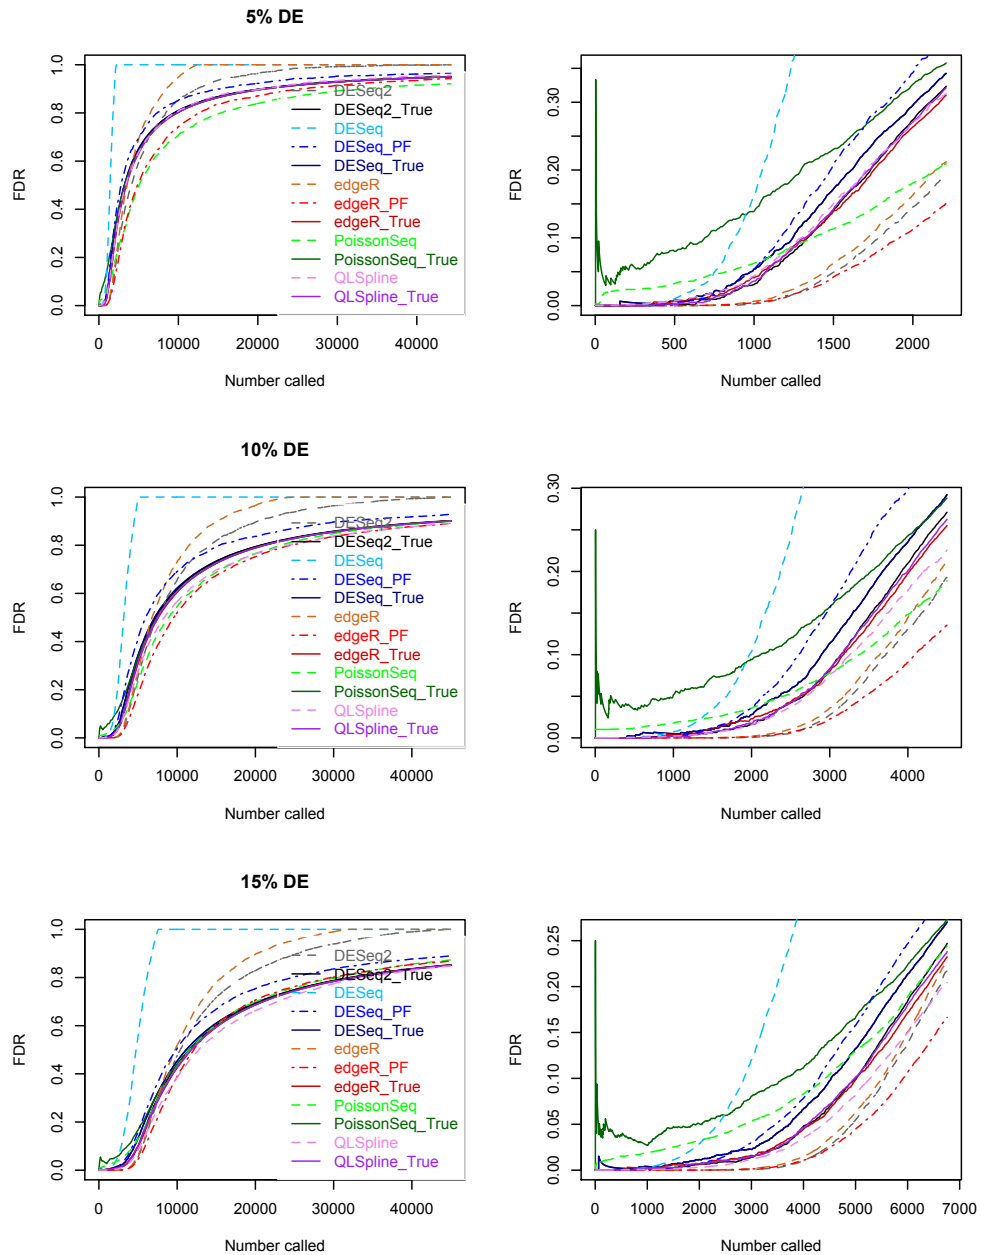 5% DE
FDR
0.0 0.2 0.4 0.6 0.8 1.0
DESeq2
DESeq2_True
DESeq
DESeq_PF
DESeq_True
edgeR
edgeR_PF
edgeR_True
PoissonSeq
PoissonSeq_True
QLSpline
QLSpline_True
0 10000 20000 30000 40000
Number called
FDR
0.00 0.10 0.20 0.30
0 500 1000 1500 2000
Number called
10% DE
FDR
0.0 0.2 0.4 0.6 0.8 1.0
DESeq2
DESeq2_True
DESeq
DESeq_PF
DESeq_True
edgeR
edgeR_PF
edgeR_True
PoissonSeq
PoissonSeq_True
QLSpline
QLSpline_True
0 10000 20000 30000 40000
Number called
FDR
0.00 0.10 0.20 0.30
0 1000 2000 3000 4000
Number called
15% DE
FDR
0.0 0.2 0.4 0.6 0.8 1.0
DESeq2
DESeq2_True
DESeq
DESeq_PF
DESeq_True
edgeR
edgeR_PF
edgeR_True
PoissonSeq
PoissonSeq_True
QLSpline
QLSpline_True
0 10000 20000 30000 40000
Number called
FDR
0.00 0.05 0.10 0.15 0.20 0.25
0 1000 2000 3000 4000 5000 6000 7000
Number called